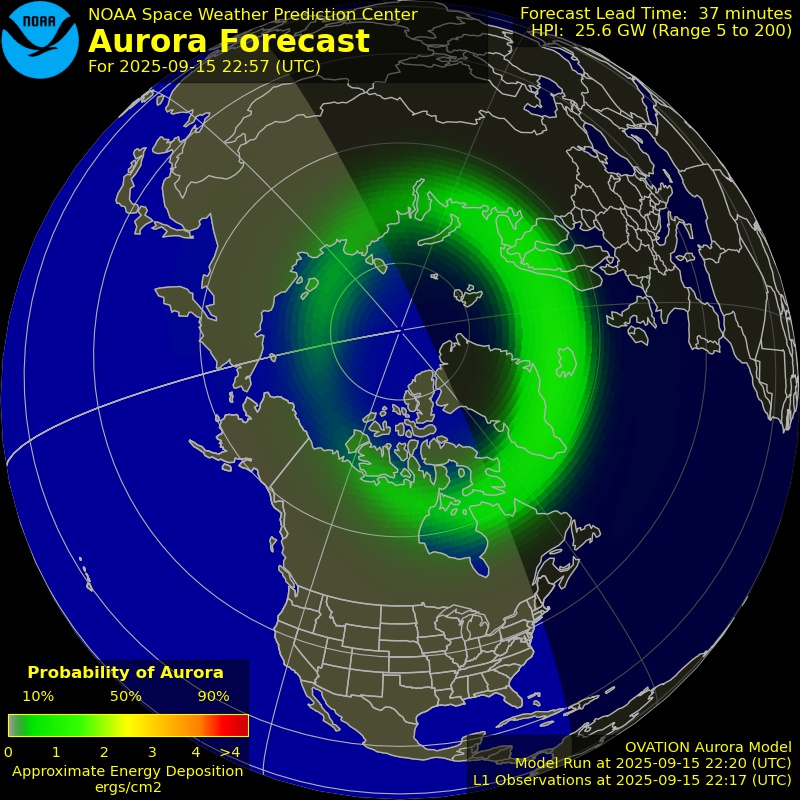 NOAA
NOAA Space Weather Prediction Center
Aurora Forecast
For 2025-09-15 22:57 (UTC)
Forecast Lead Time: 37 minutes
HPI: 25.6 GW (Range 5 to 200)
Probability of Aurora
10% 50% 90%
0 1 2 3 4 >4
Approximate Energy Deposition
ergs/cm2
OVATION Aurora Model
Model Run at 2025-09-15 22:20 (UTC)
L1 Observations at 2025-09-15 22:17 (UTC)